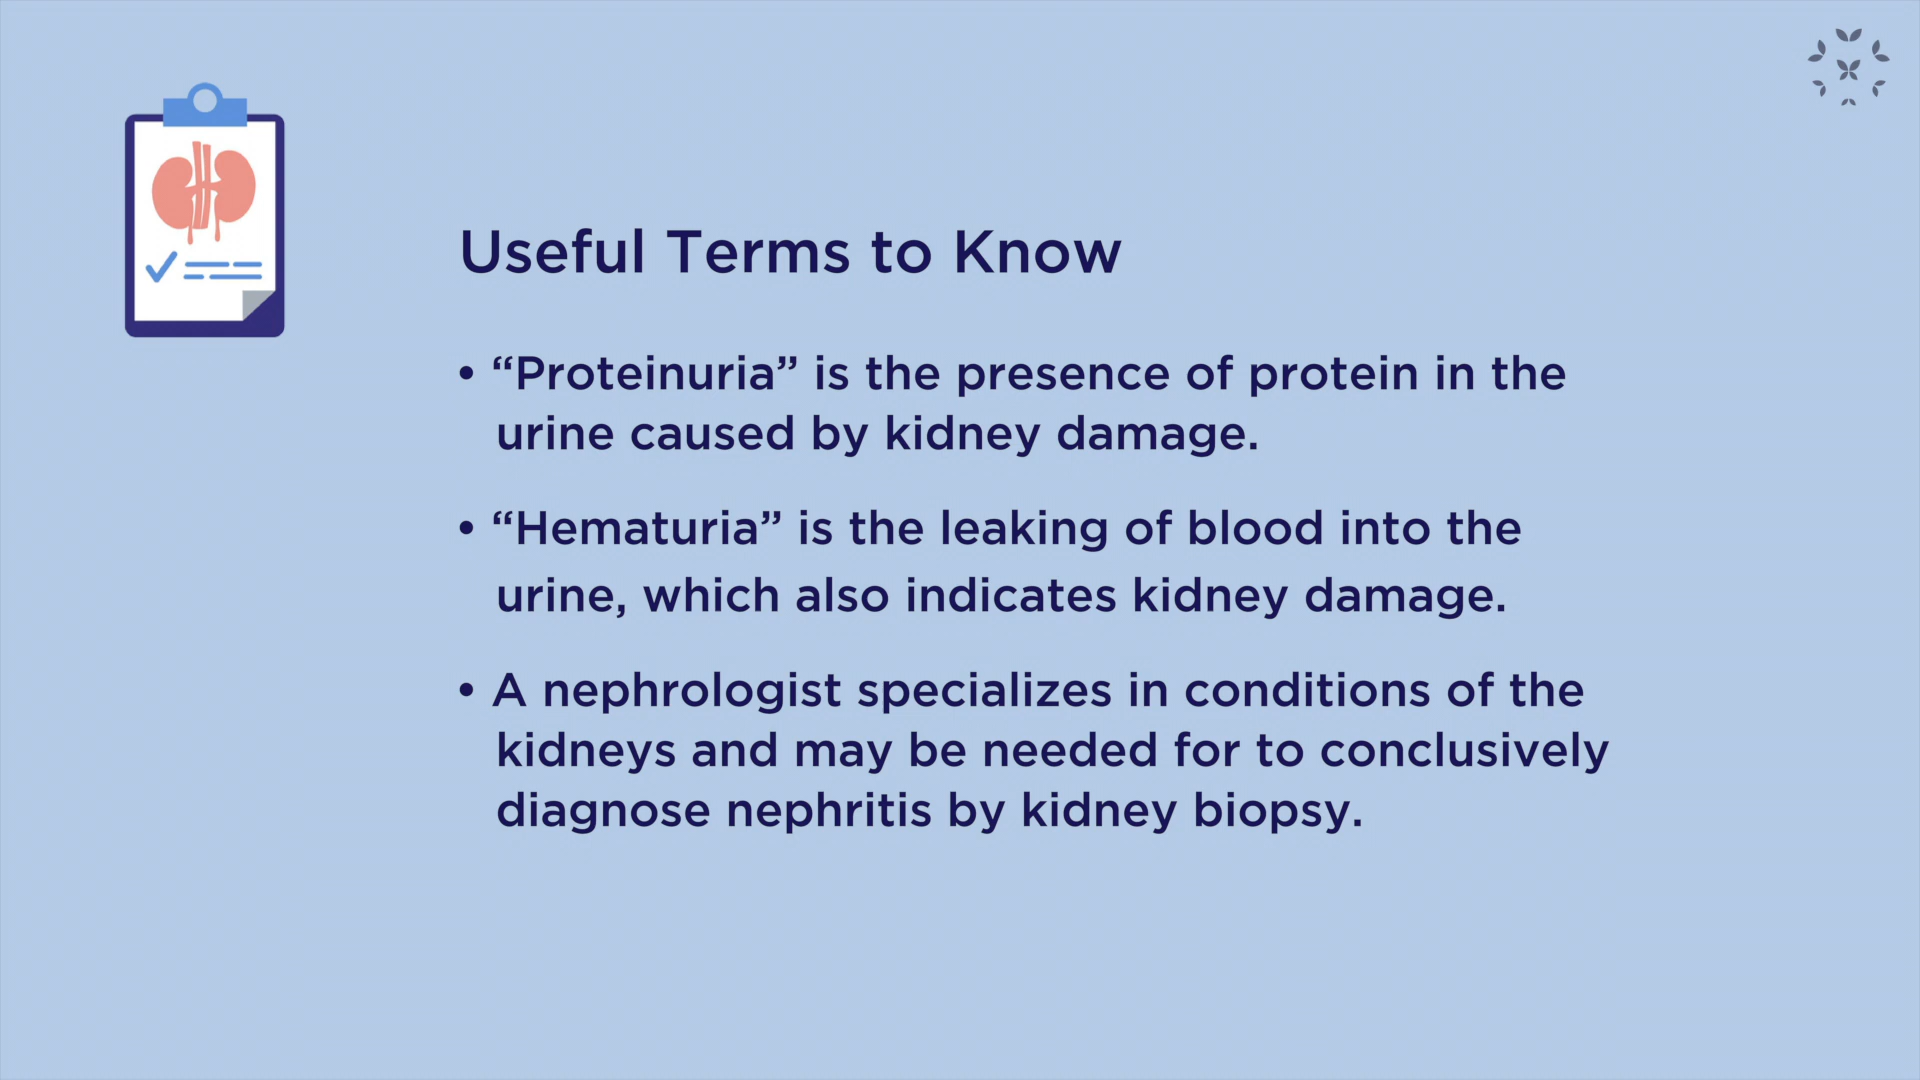 Useful Terms to Know
• “Proteinuria” is the presence of protein in the
urine caused by kidney damage.
• “Hematuria” is the leaking of blood into the
urine, which also indicates kidney damage.
• A nephrologist specializes in conditions of the
kidneys and may be needed for to conclusively
diagnose nephritis by kidney biopsy.